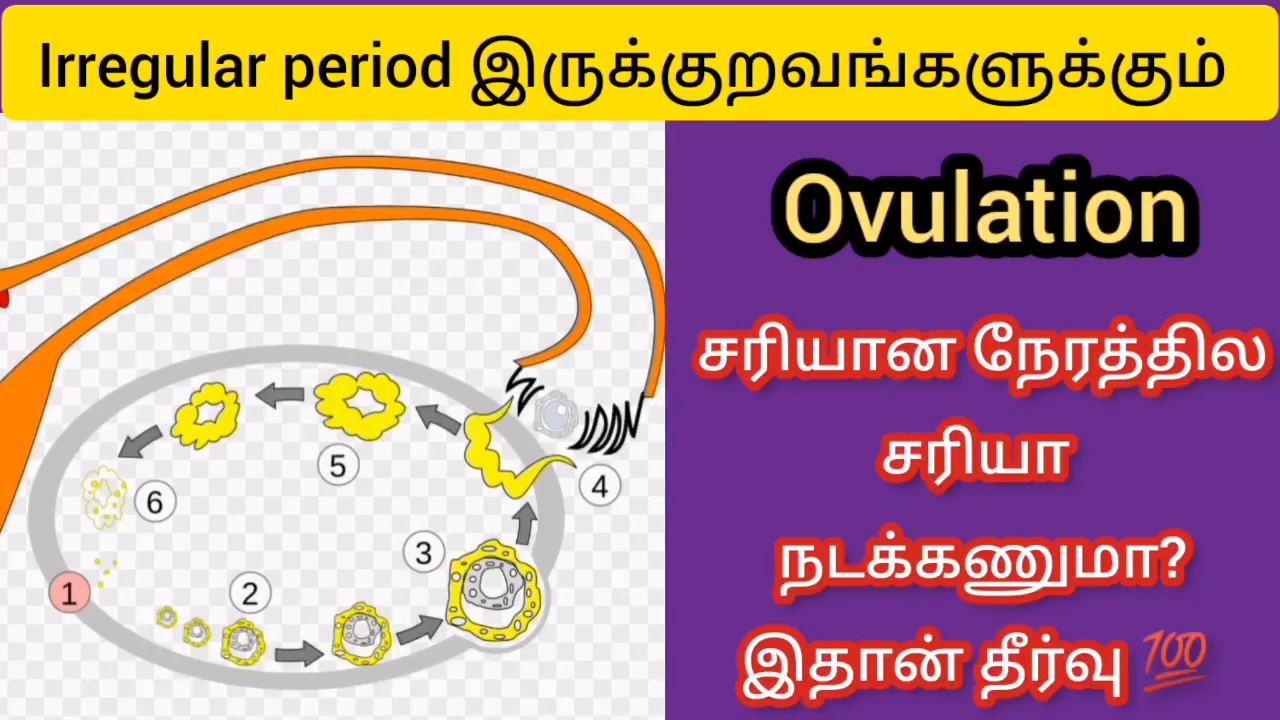 Irregular period இருக்குறவங்களுக்கும்
Ovulation
சரியான நேரத்தில
சரியா
நடக்கணுமா?
இதான் தீர்வு 💯
1
2
3
4
5
6